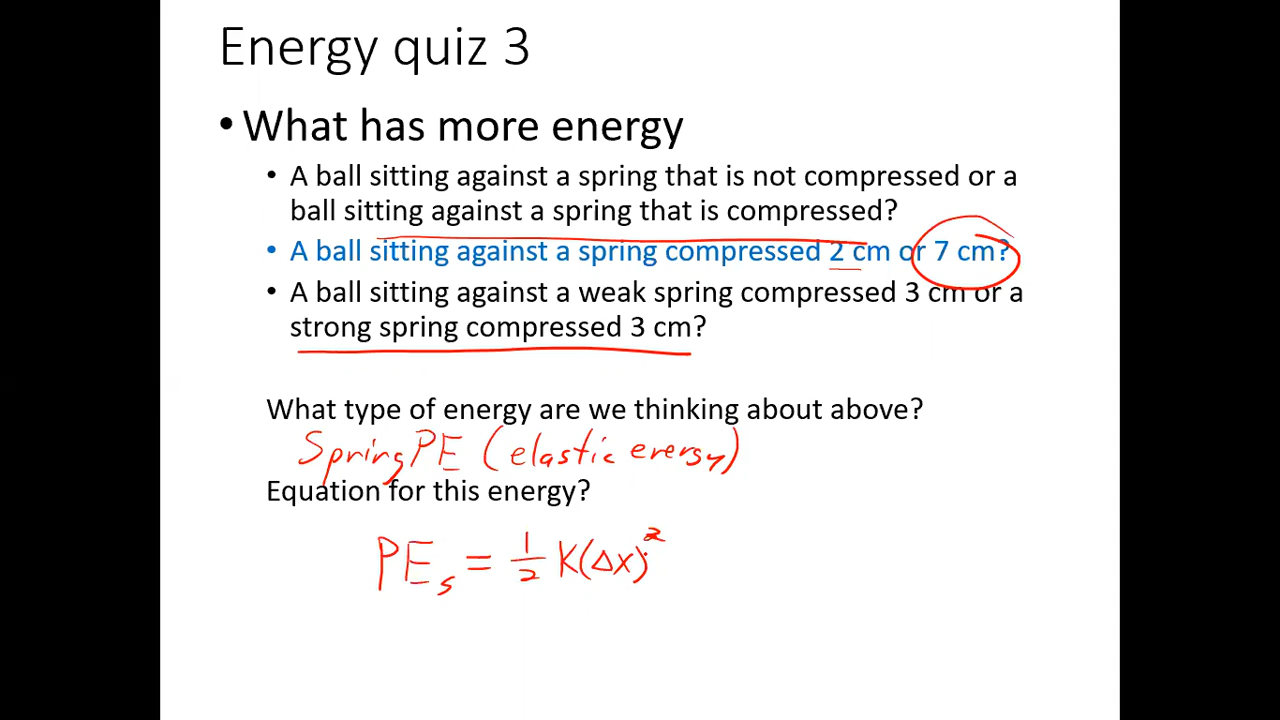 Energy quiz 3
• What has more energy
• A ball sitting against a spring that is not compressed or a
ball sitting against a spring that is compressed?
• A ball sitting against a spring compressed 2 cm or 7 cm?
• A ball sitting against a weak spring compressed 3 cm or a
strong spring compressed 3 cm?
What type of energy are we thinking about above?
Spring PE (elastic energy)
Equation for this energy?
PEₛ = ½ K(Δx)²